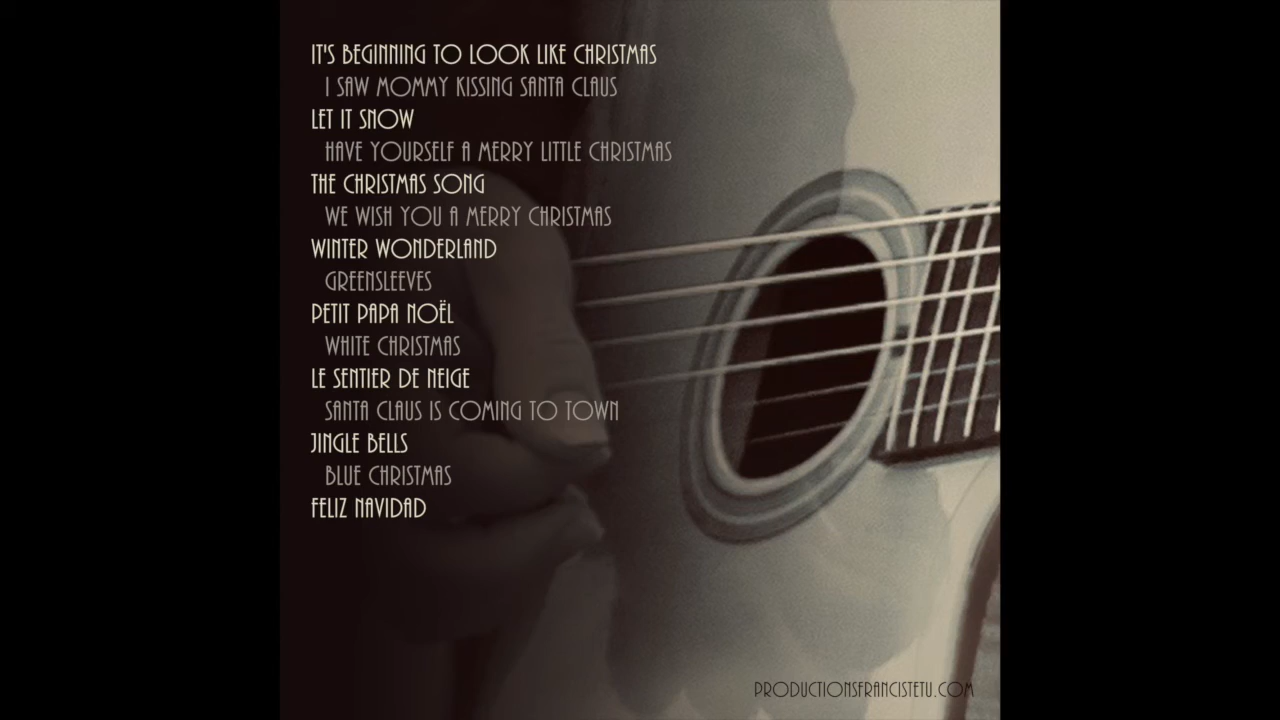 IT'S BEGINNING TO LOOK LIKE CHRISTMAS
I SAW MOMMY KISSING SANTA CLAUS
LET IT SNOW
HAVE YOURSELF A MERRY LITTLE CHRISTMAS
THE CHRISTMAS SONG
WE WISH YOU A MERRY CHRISTMAS
WINTER WONDERLAND
GREENSLEEVES
PETIT PAPA NOËL
WHITE CHRISTMAS
LE SENTIER DE NEIGE
SANTA CLAUS IS COMING TO TOWN
JINGLE BELLS
BLUE CHRISTMAS
FELIZ NAVIDAD
PRODUCTIONSFRANCISTETU.COM